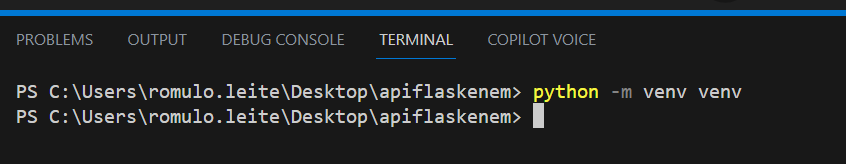 PROBLEMS OUTPUT DEBUG CONSOLE TERMINAL COPILOT VOICE
PS C:\Users\romulo.leite\Desktop\apiflaskenem> python -m venv venv
PS C:\Users\romulo.leite\Desktop\apiflaskenem>